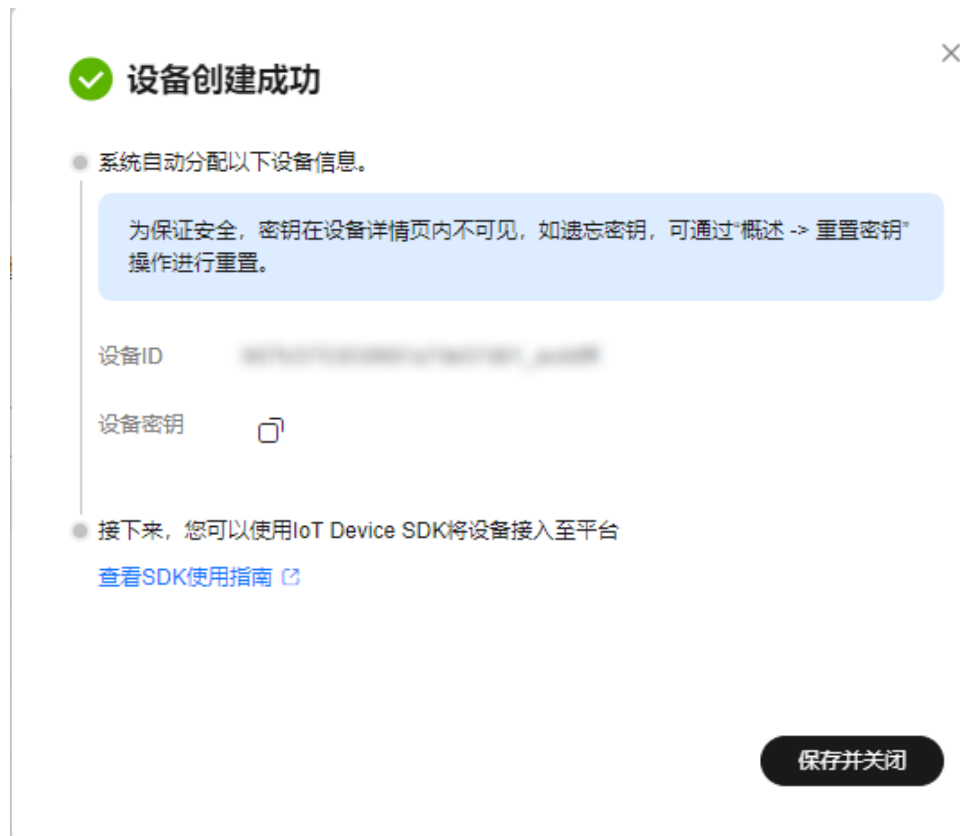 设备创建成功
系统自动分配以下设备信息。
为保证安全，密钥在设备详情页内不可见，如遗忘密钥，可通过“概述 -> 重置密钥”
操作进行重置。
设备ID
设备密钥
接下来，您可以使用IoT Device SDK将设备接入至平台
查看SDK使用指南
保存并关闭